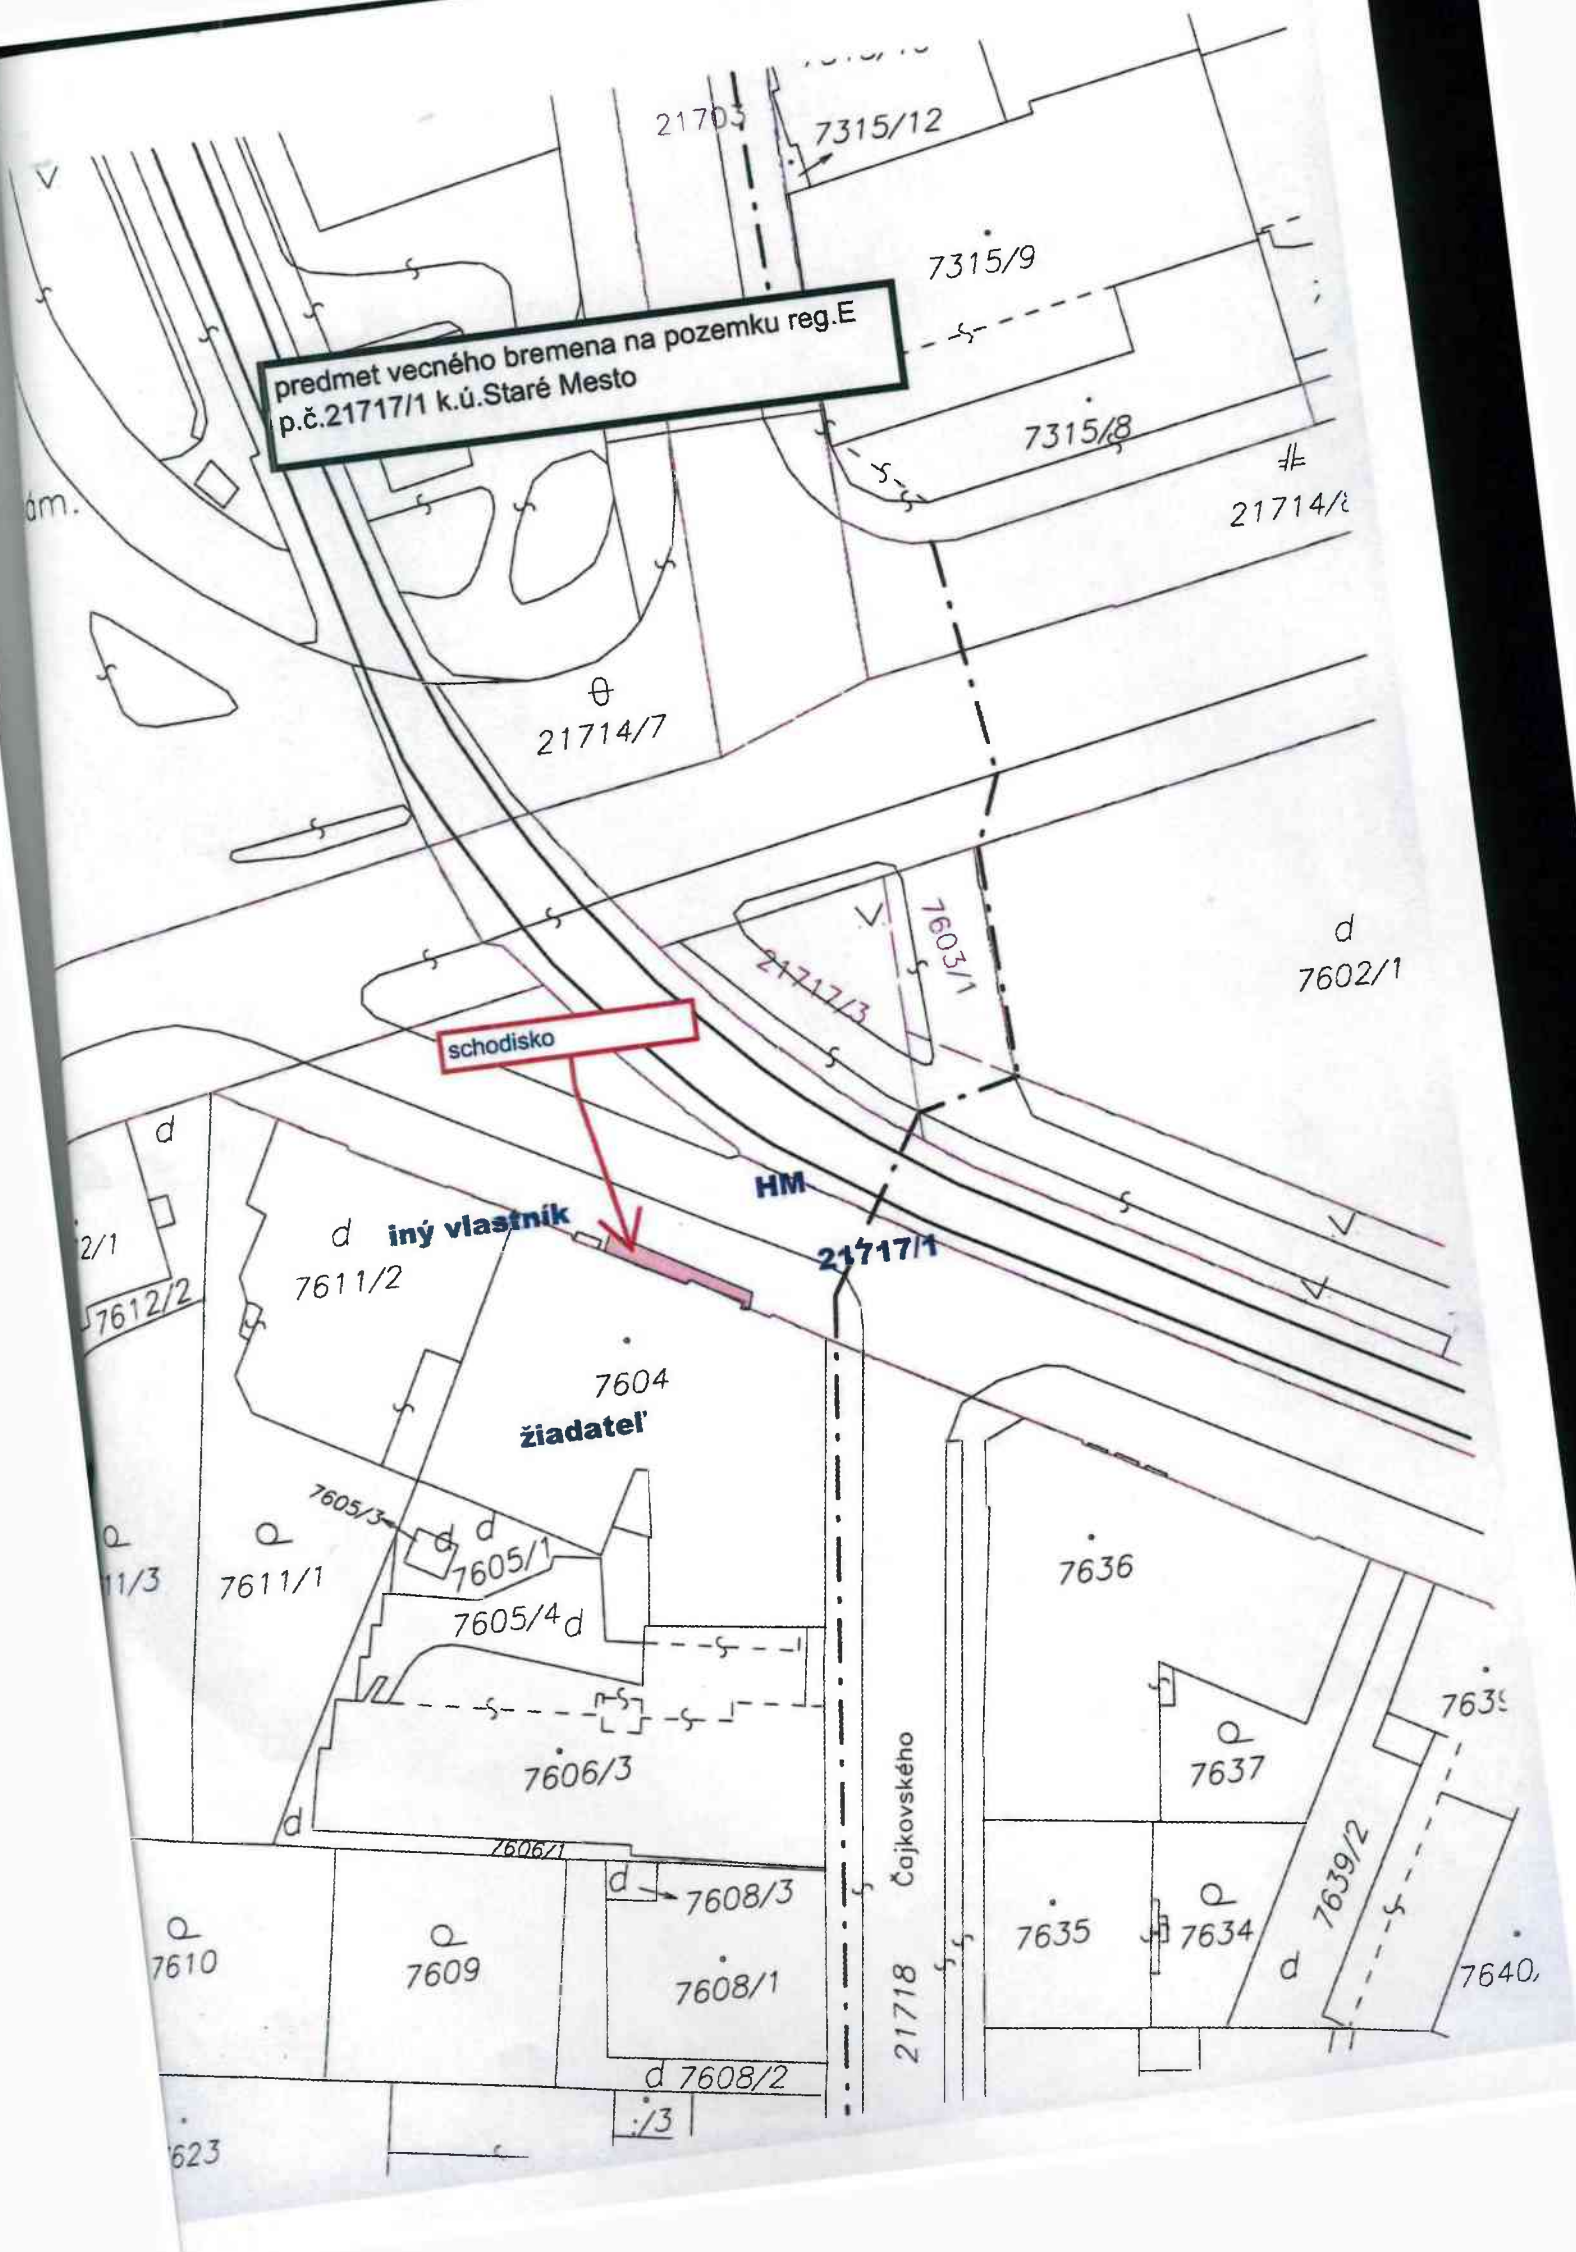 21703
7315/12
7315/9
predmet vecného bremena na pozemku reg.E
p.č.21717/1 k.ú.Staré Mesto
7315/8
ám.
21714/7
7603/1
d
7602/1
21717/3
schodisko
d
HM
iný vlastník
d
21717/1
2/1
7611/2
7612/2
7604
žiadateľ
7605/3
d
d
7605/1
11/3
7611/1
7636
7605/4 d
7606/3
7637
d
7606/1
Čajkovského
7639/2
d
7608/3
7635
7634
7610
7609
7608/1
21718
d
7640
d 7608/2
/3
623